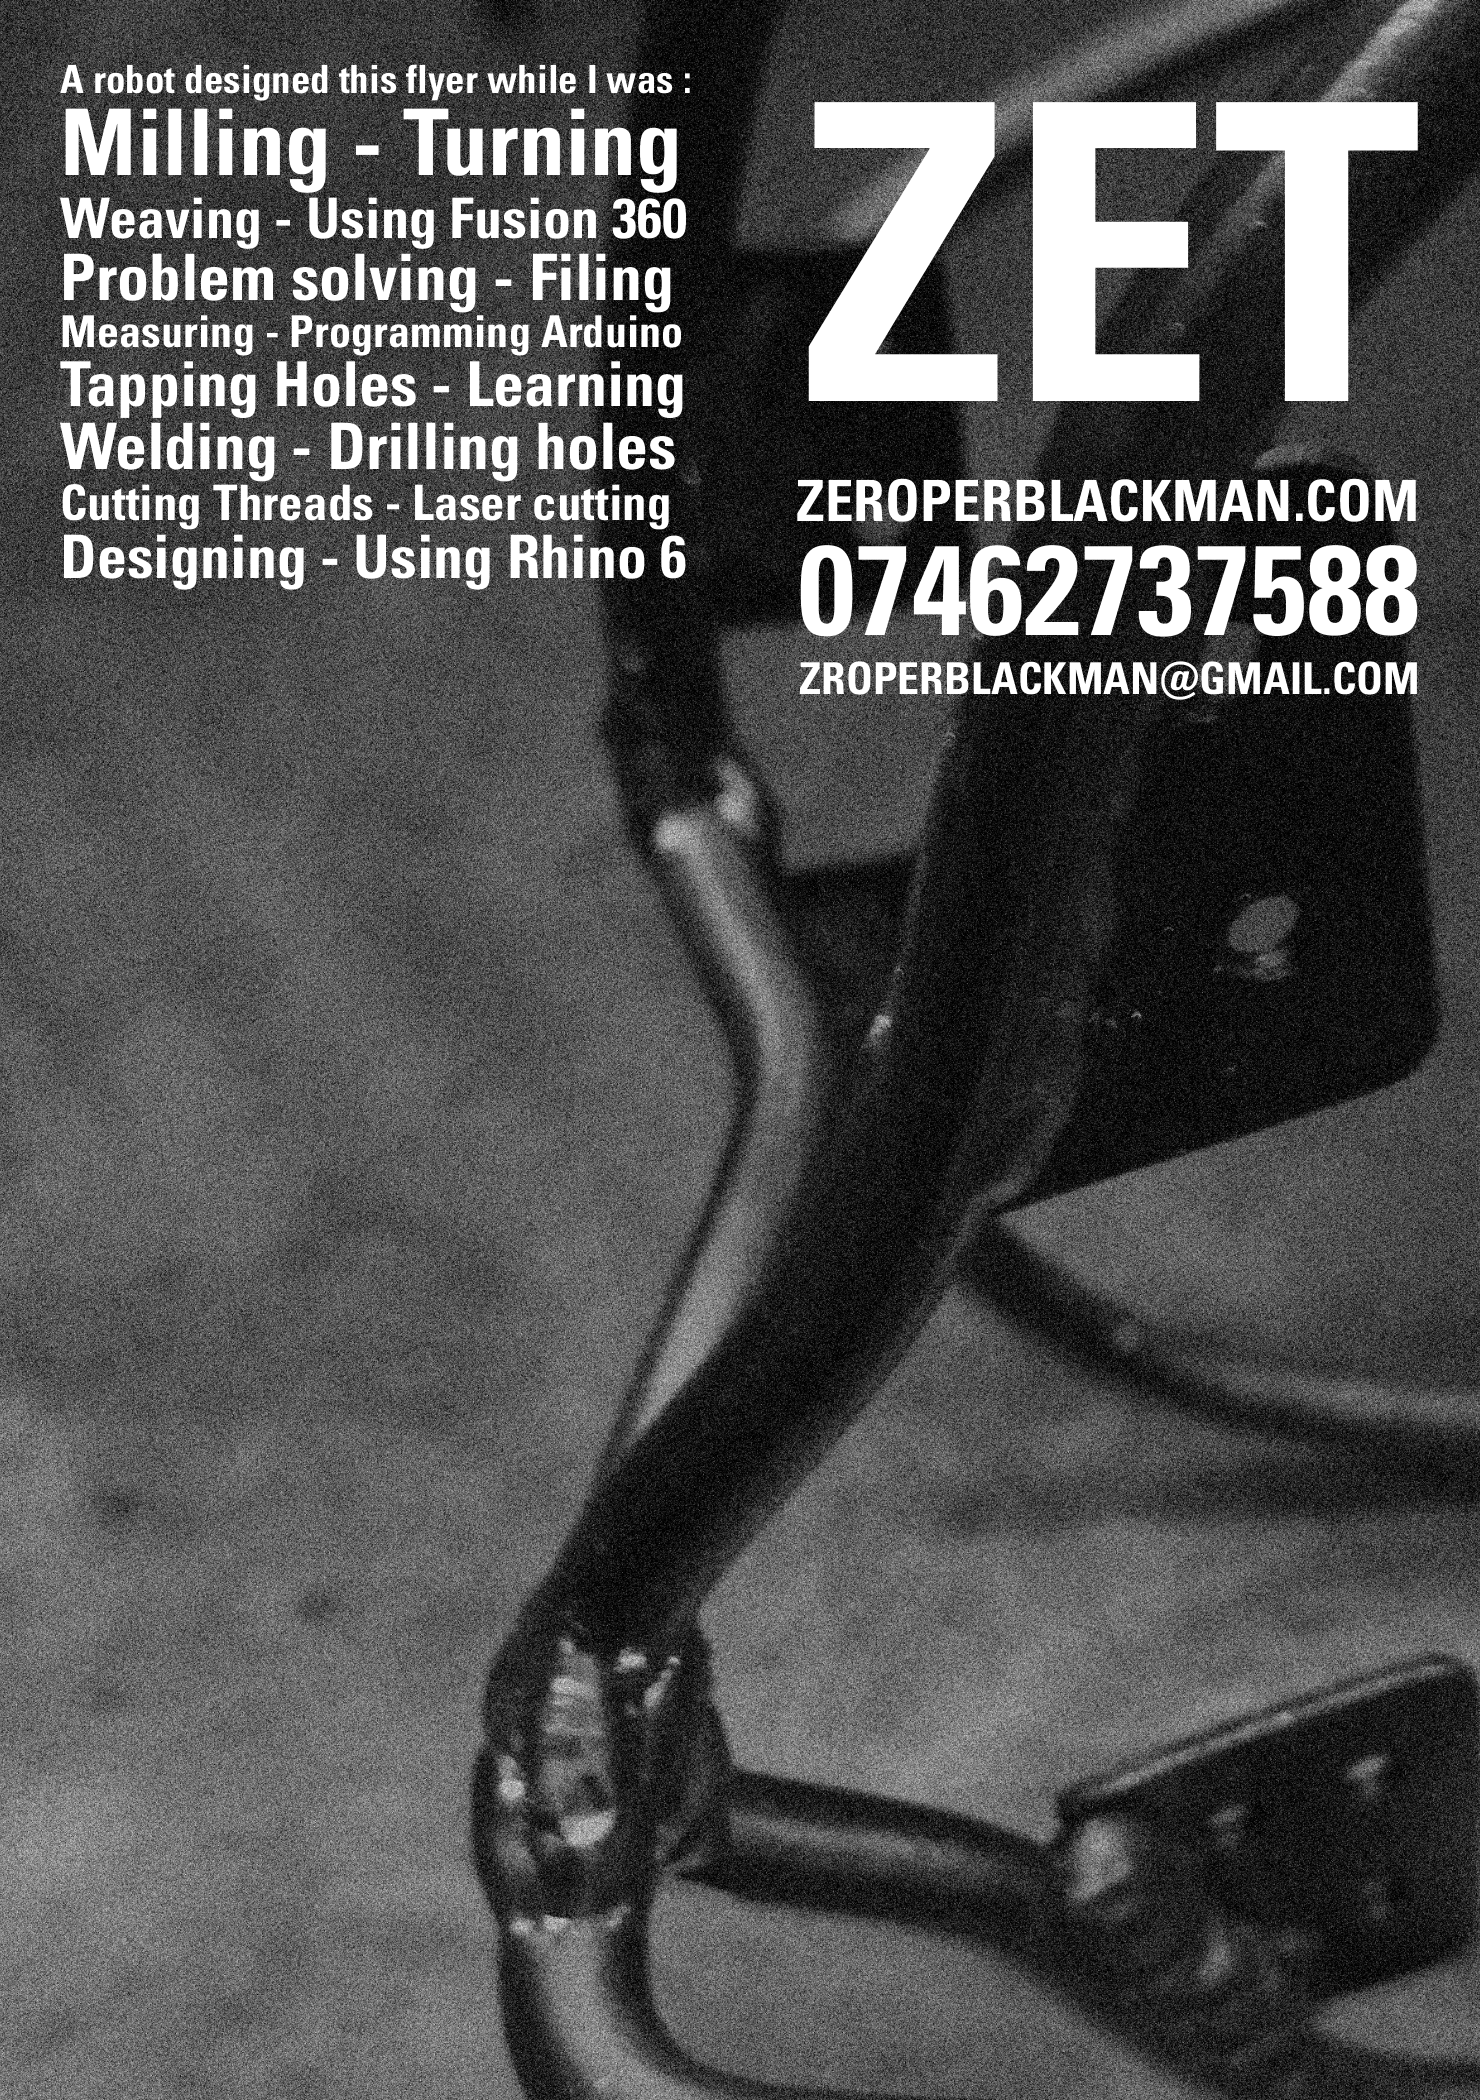 A robot designed this flyer while I was :
Milling - Turning
Weaving - Using Fusion 360
Problem solving - Filing
Measuring - Programming Arduino
Tapping Holes - Learning
Welding - Drilling holes
Cutting Threads - Laser cutting
Designing - Using Rhino 6
ZET
ZEROPERBLACKMAN.COM
07462737588
ZROPERBLACKMAN@GMAIL.COM